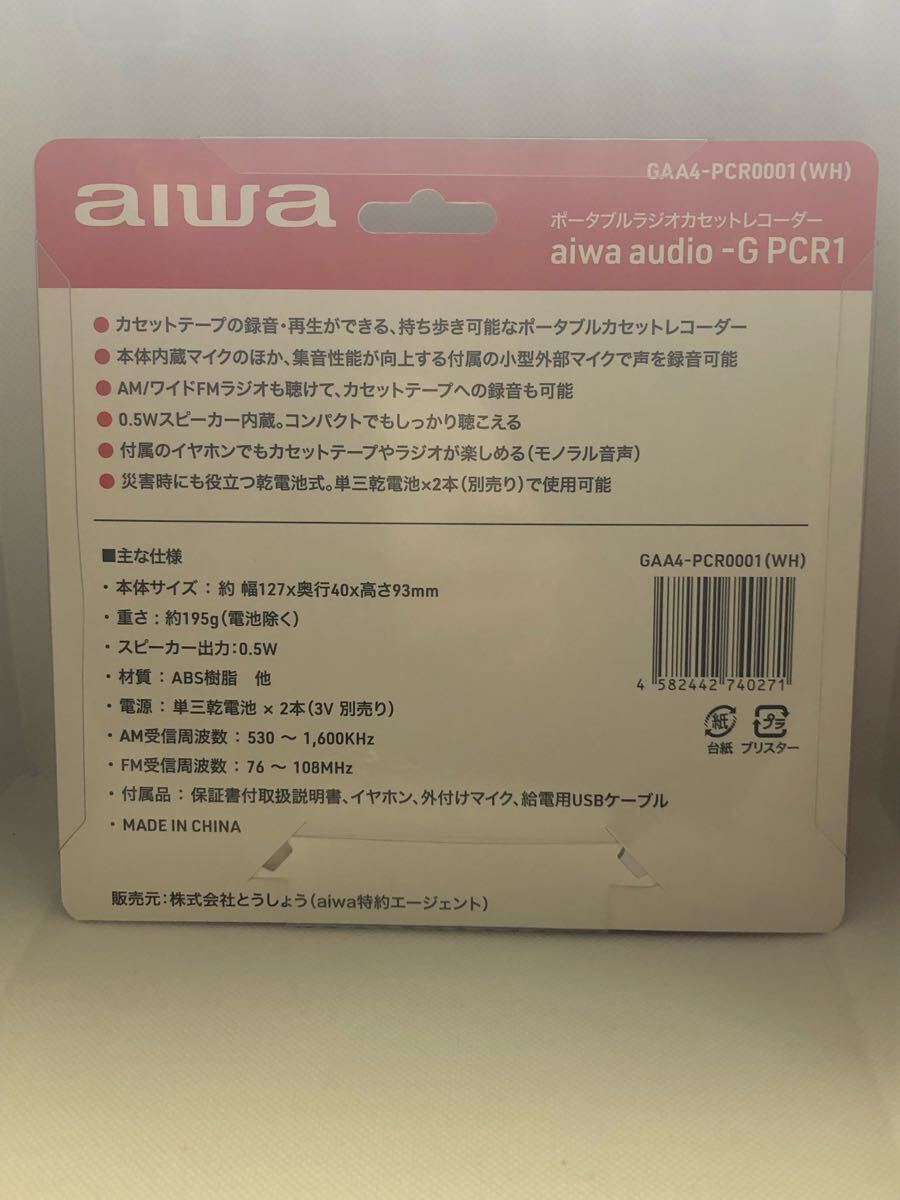 GAA4-PCR0001(WH)
aiwa
ポータブルラジオカセットレコーダー
aiwa audio -G PCR1
● カセットテープの録音・再生ができる、持ち歩き可能なポータブルカセットレコーダー
● 本体内蔵マイクのほか、集音性能が向上する付属の小型外部マイクで声を録音可能
● AM/ワイドFMラジオも聴けて、カセットテープへの録音も可能
● 0.5Wスピーカー内蔵。コンパクトでもしっかり聴こえる
● 付属のイヤホンでもカセットテープやラジオが楽しめる(モノラル音声)
● 災害時にも役立つ乾電池式。単三乾電池×2本(別売り)で使用可能
■主な仕様
・本体サイズ：約 幅127x奥行40x高さ93mm
・重さ：約195g(電池除く)
・スピーカー出力：0.5W
・材質：ABS樹脂　他
・電源：単三乾電池 × 2本(3V 別売り)
・AM受信周波数：530 ～ 1,600KHz
・FM受信周波数：76 ～ 108MHz
・付属品：保証書付取扱説明書、イヤホン、外付けマイク、給電用USBケーブル
・MADE IN CHINA
GAA4-PCR0001(WH)
4 582442 740271
紙 プラ
台紙 ブリスター
販売元：株式会社とうしょう(aiwa特約エージェント)